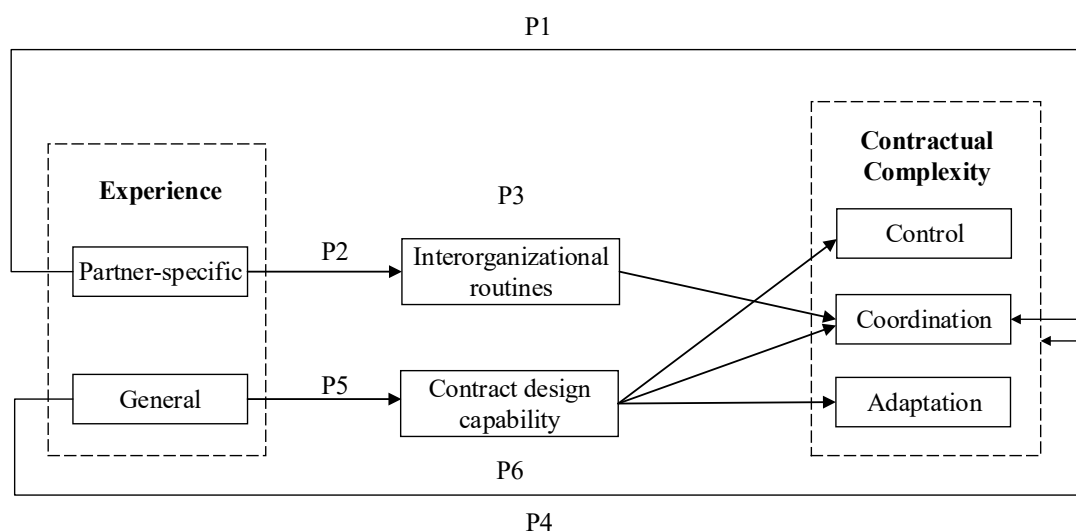 P1
Contractual
Complexity
Experience
P3
Control
Partner-specific
P2
Interorganizational
routines
Coordination
General
P5
Contract design
capability
Adaptation
P6
P4